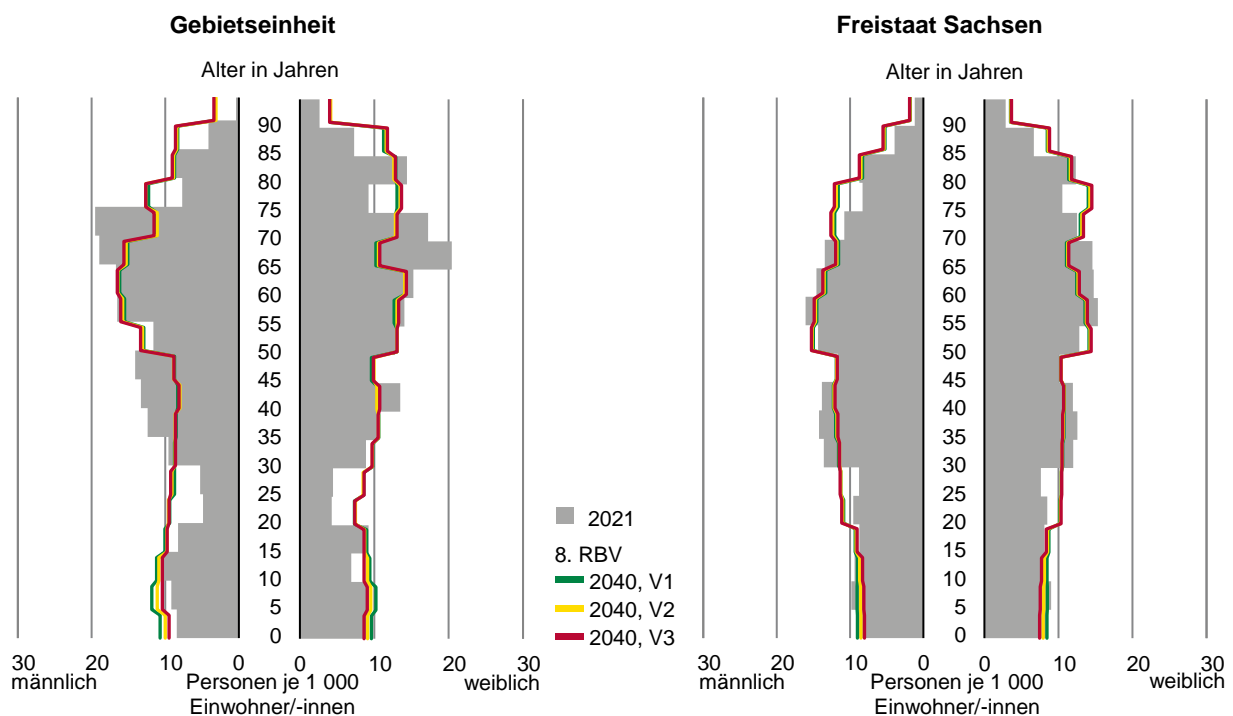 Gebietseinheit
Freistaat Sachsen
Alter in Jahren
Alter in Jahren
90
85
80
75
70
65
60
55
50
45
40
35
30
25
20
15
10
5
0
90
85
80
75
70
65
60
55
50
45
40
35
30
25
20
15
10
5
0
2021
8. RBV
2040, V1
2040, V2
2040, V3
30 20 10 0 0 10 20 30
männlich Personen je 1 000 weiblich
Einwohner/-innen
30 20 10 0 0 10 20 30
männlich Personen je 1 000 weiblich
Einwohner/-innen